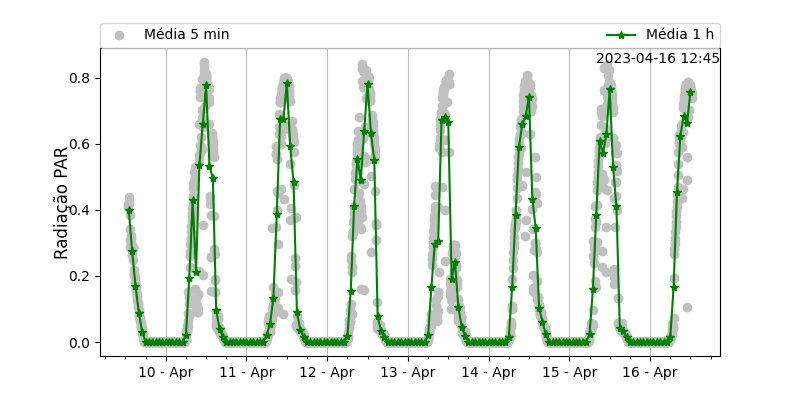 Média 5 min
Média 1 h
2023-04-16 12:45
Radiação PAR
0.8
0.6
0.4
0.2
0.0
10 - Apr
11 - Apr
12 - Apr
13 - Apr
14 - Apr
15 - Apr
16 - Apr